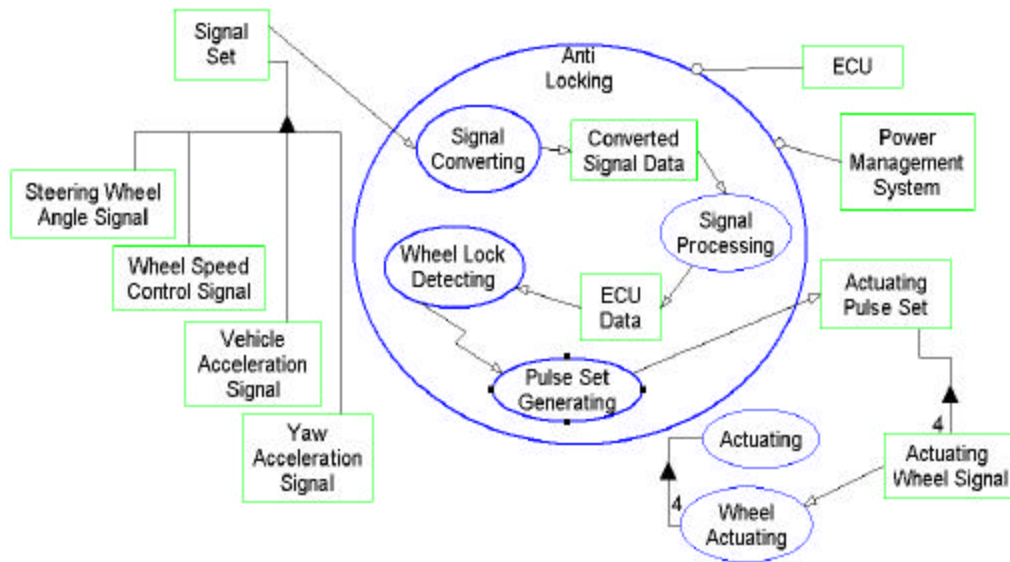 Signal
Set
Anti
Locking
ECU
Signal
Converting
Converted
Signal Data
Power
Management
System
Steering Wheel
Angle Signal
Signal
Processing
Wheel Speed
Control Signal
Wheel Lock
Detecting
ECU
Data
Actuating
Pulse Set
Vehicle
Acceleration
Signal
Pulse Set
Generating
Yaw
Acceleration
Signal
4
Actuating
Actuating
Wheel Signal
4
Wheel
Actuating